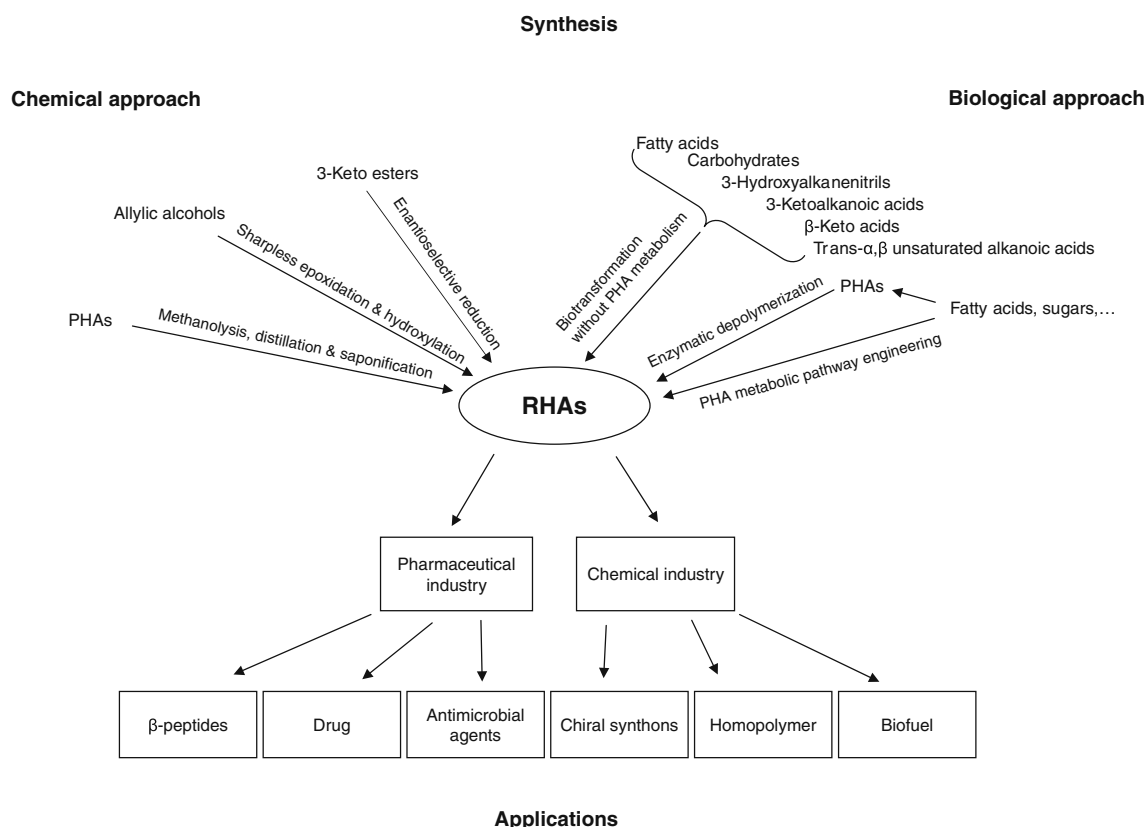 Synthesis
Chemical approach
Biological approach
Fatty acids
Carbohydrates
3-Hydroxyalkanenitrils
3-Ketoalkanoic acids
β-Keto acids
Trans-α,β unsaturated alkanoic acids
3-Keto esters
Allylic alcohols
PHAs
Enantioselective reduction
Sharpless epoxidation & hydroxylation
Methanolysis, distillation & saponification
Biotransformation
without PHA metabolism
PHAs
Fatty acids, sugars,…
Enzymatic depolymerization
PHA metabolic pathway engineering
RHAs
Pharmaceutical
industry
Chemical industry
β-peptides
Drug
Antimicrobial
agents
Chiral synthons
Homopolymer
Biofuel
Applications